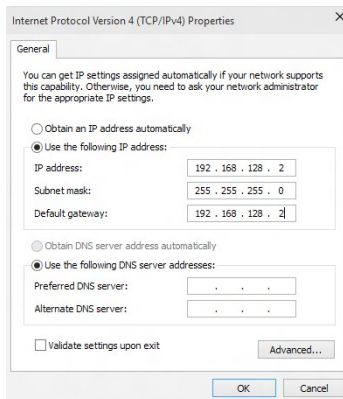 Internet Protocol Version 4 (TCP/IPv4) Properties
General
You can get IP settings assigned automatically if your network supports
this capability. Otherwise, you need to ask your network administrator
for the appropriate IP settings.
Obtain an IP address automatically
Use the following IP address:
IP address: 192 . 168 . 128 . 2
Subnet mask: 255 . 255 . 255 . 0
Default gateway: 192 . 168 . 128 . 2
Obtain DNS server address automatically
Use the following DNS server addresses:
Preferred DNS server: . . .
Alternate DNS server: . . .
Validate settings upon exit
Advanced...
OK Cancel